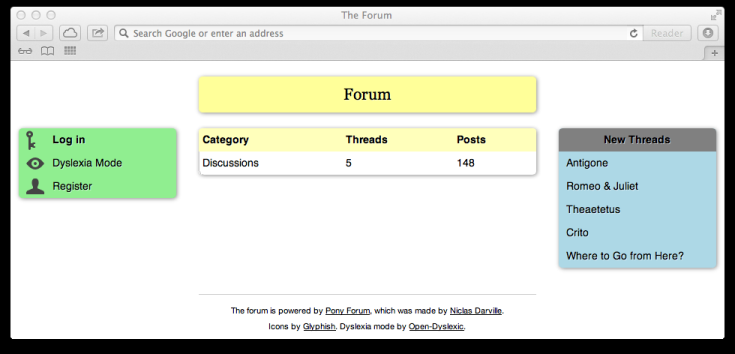 The Forum
Search Google or enter an address
Reader
Forum
Log in
Dyslexia Mode
Register
Category Threads Posts
Discussions 5 148
New Threads
Antigone
Romeo & Juliet
Theaetetus
Crito
Where to Go from Here?
The forum is powered by Pony Forum, which was made by Niclas Darville.
Icons by Glyphish. Dyslexia mode by Open-Dyslexic.